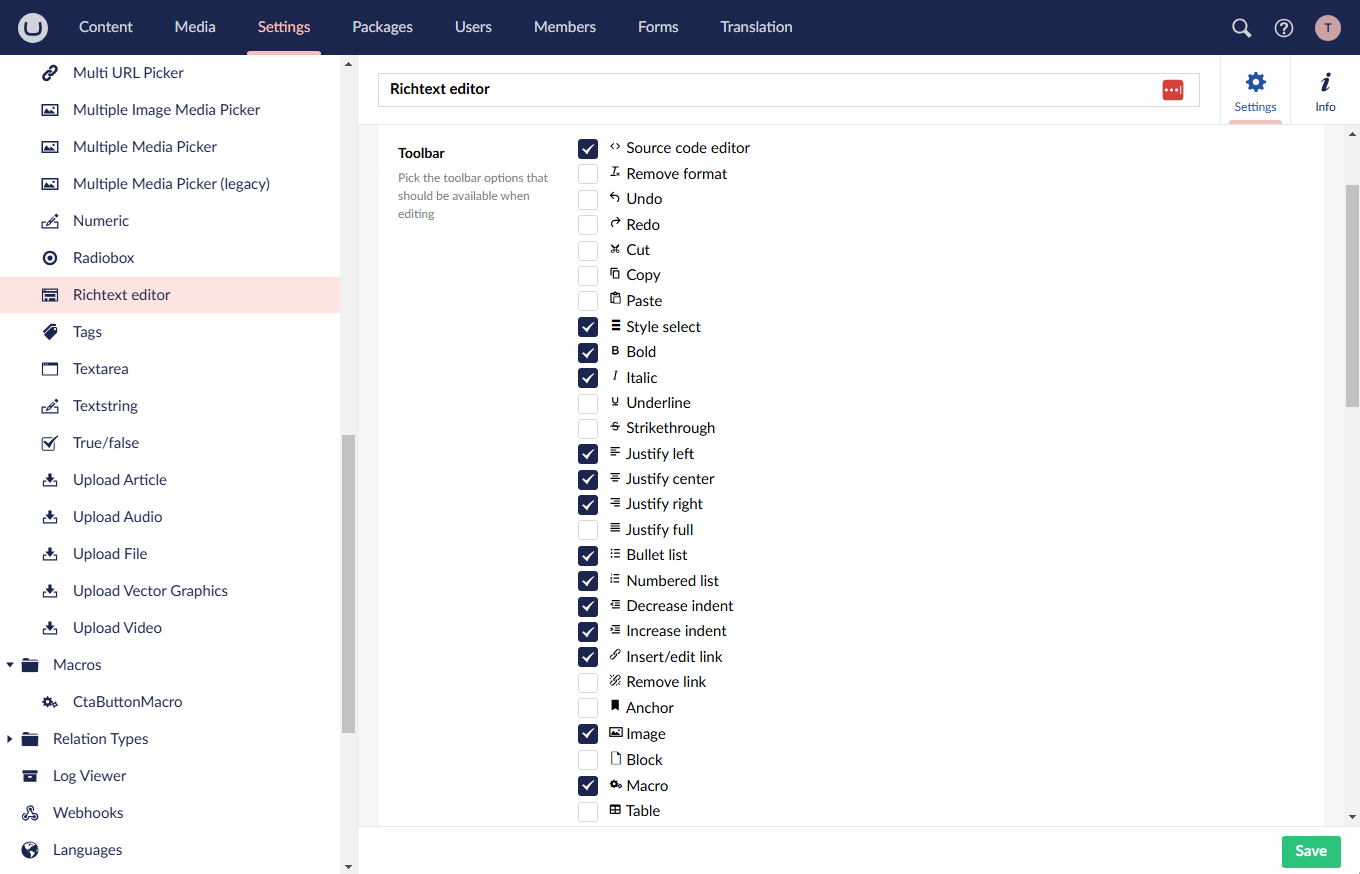 Content Media Settings Packages Users Members Forms Translation T
Multi URL Picker
Multiple Image Media Picker
Multiple Media Picker
Multiple Media Picker (legacy)
Numeric
Radiobox
Richtext editor
Tags
Textarea
Textstring
True/false
Upload Article
Upload Audio
Upload File
Upload Vector Graphics
Upload Video
Macros
CtaButtonMacro
Relation Types
Log Viewer
Webhooks
Languages
Richtext editor
Settings
Info
Toolbar
Pick the toolbar options that
should be available when
editing
Source code editor
Remove format
Undo
Redo
Cut
Copy
Paste
Style select
Bold
Italic
Underline
Strikethrough
Justify left
Justify center
Justify right
Justify full
Bullet list
Numbered list
Decrease indent
Increase indent
Insert/edit link
Remove link
Anchor
Image
Block
Macro
Table
Save